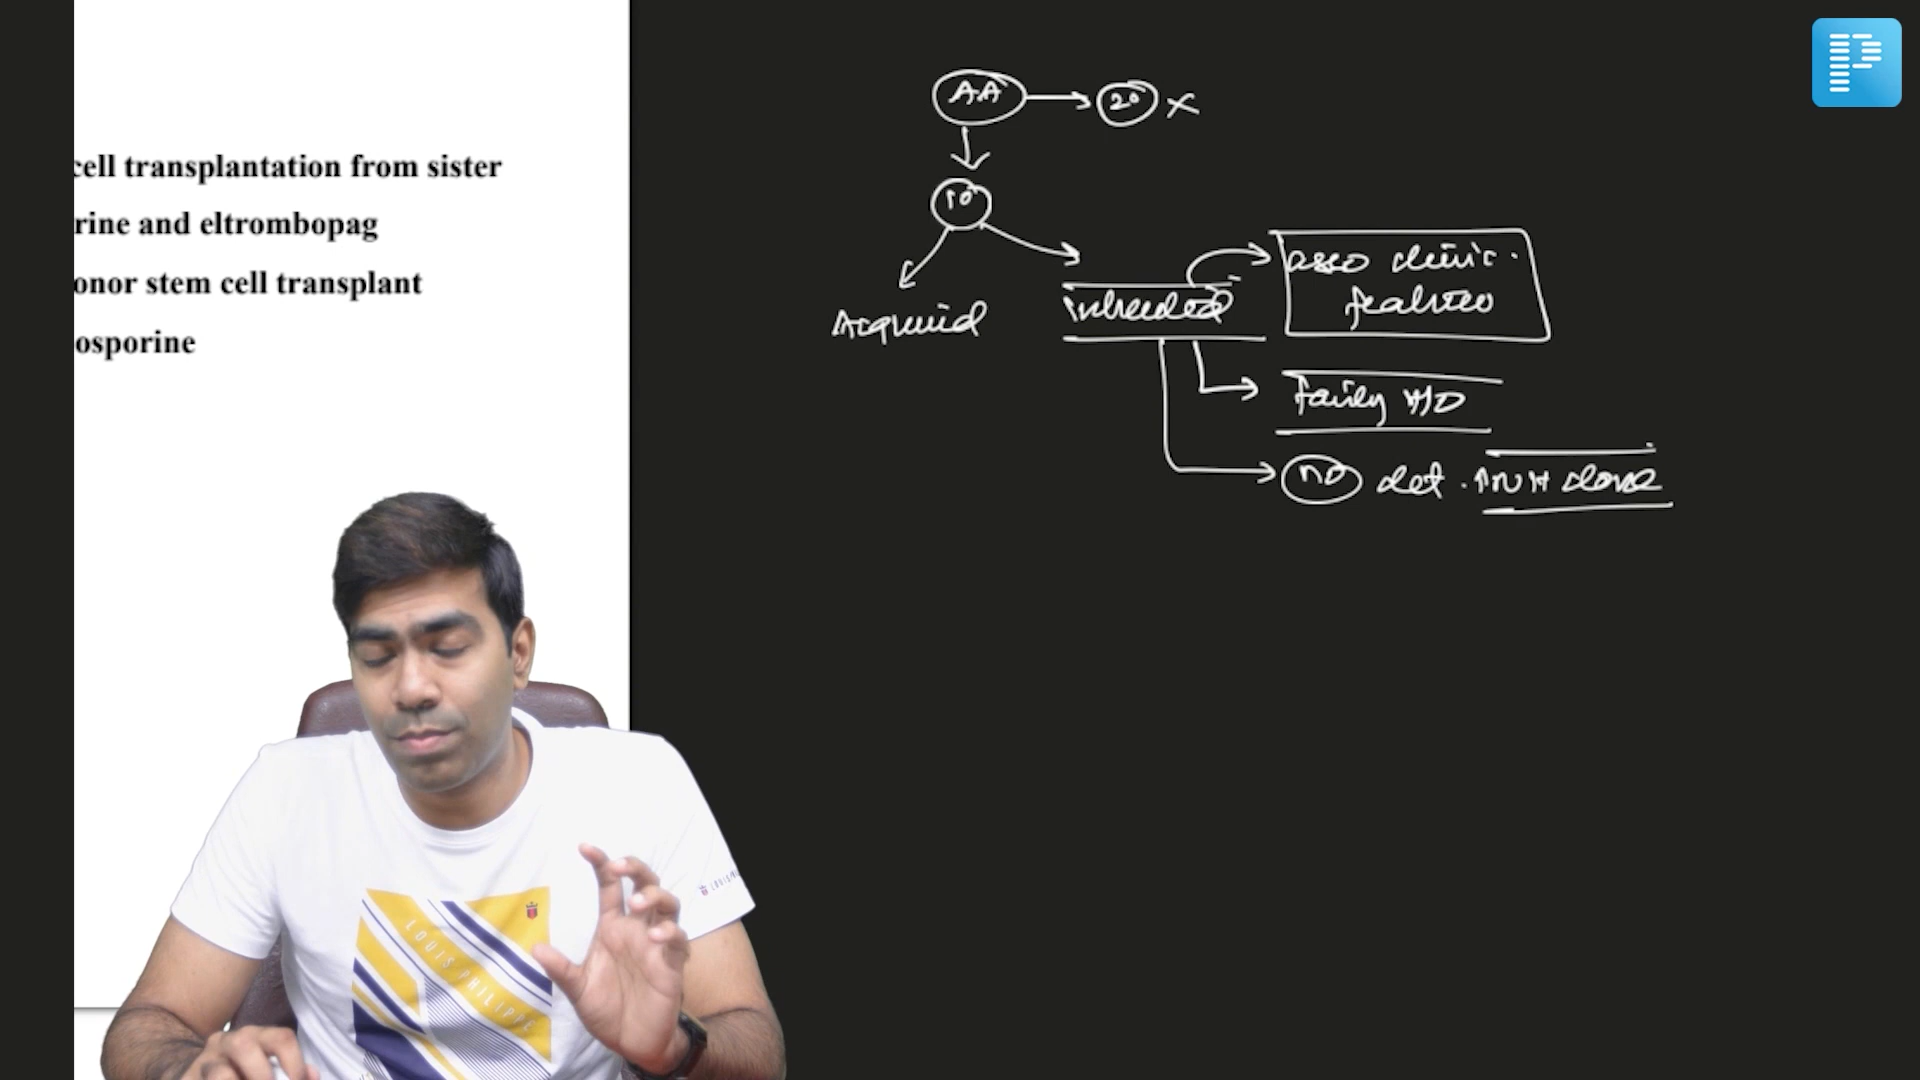 cell transplantation from sister
rine and eltrombopag
onor stem cell transplant
osporine
AA → 2° X
1°
Acquired
inherited
asso clinic.
features
Family H/O
no det. PNH clone
LOUIS PHILIPPE
P